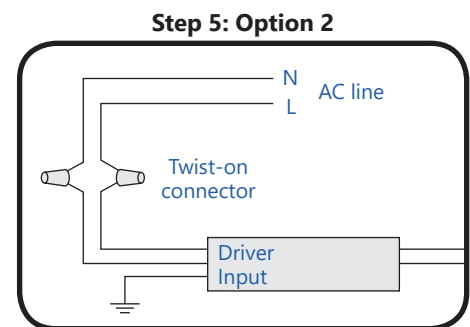 Step 5: Option 2
N
AC line
L
Twist-on
connector
Driver
Input